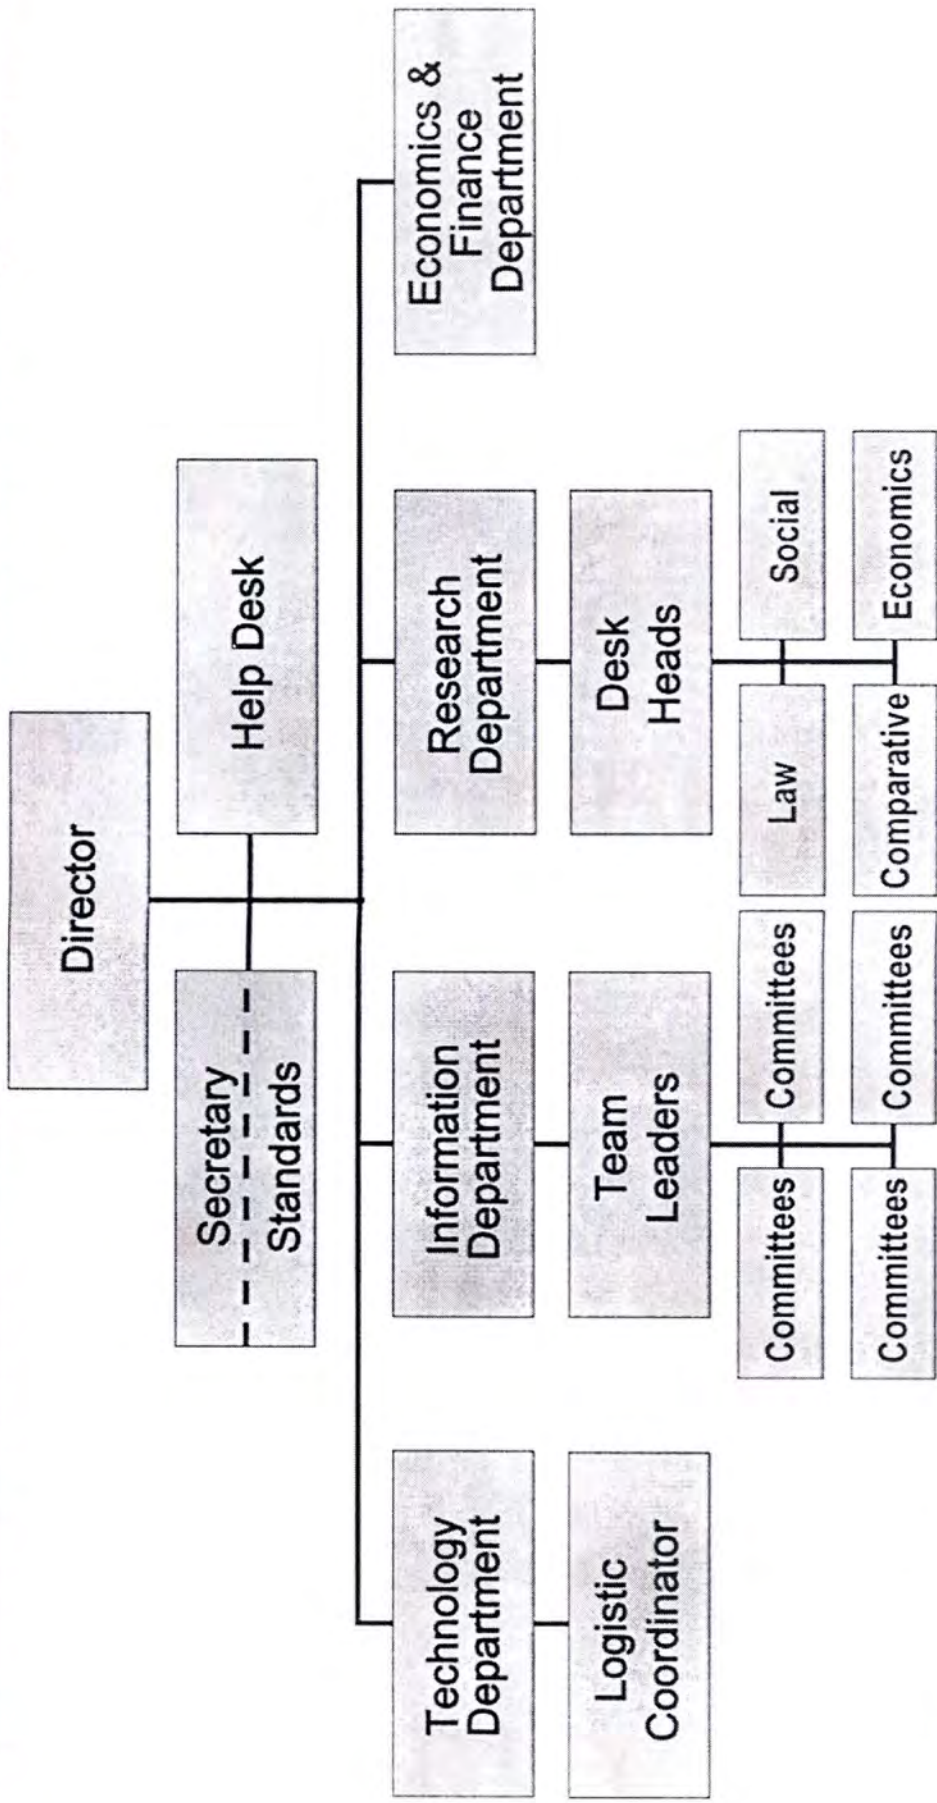 Director
Secretary
Standards
Help Desk
Technology
Department
Information
Department
Research
Department
Economics &
Finance
Department
Logistic
Coordinator
Team
Leaders
Desk
Heads
Committees
Committees
Law
Social
Committees
Committees
Comparative
Economics